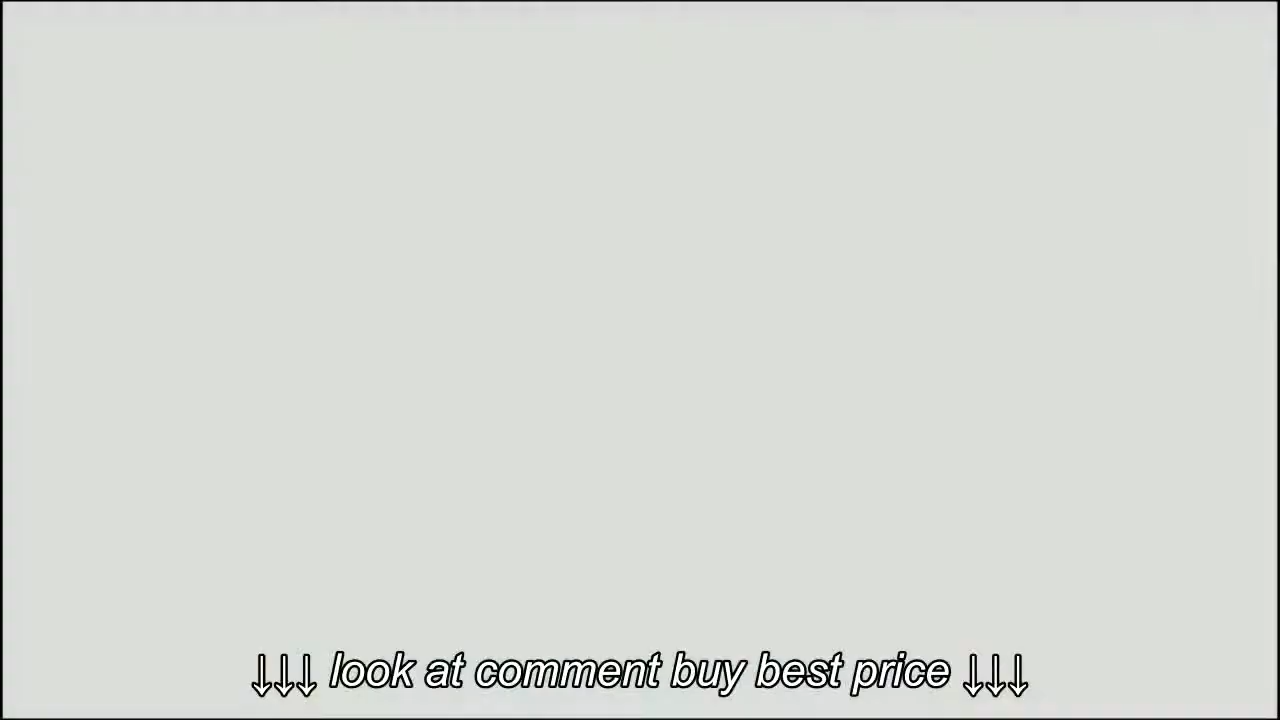 ↓↓↓ look at comment buy best price ↓↓↓